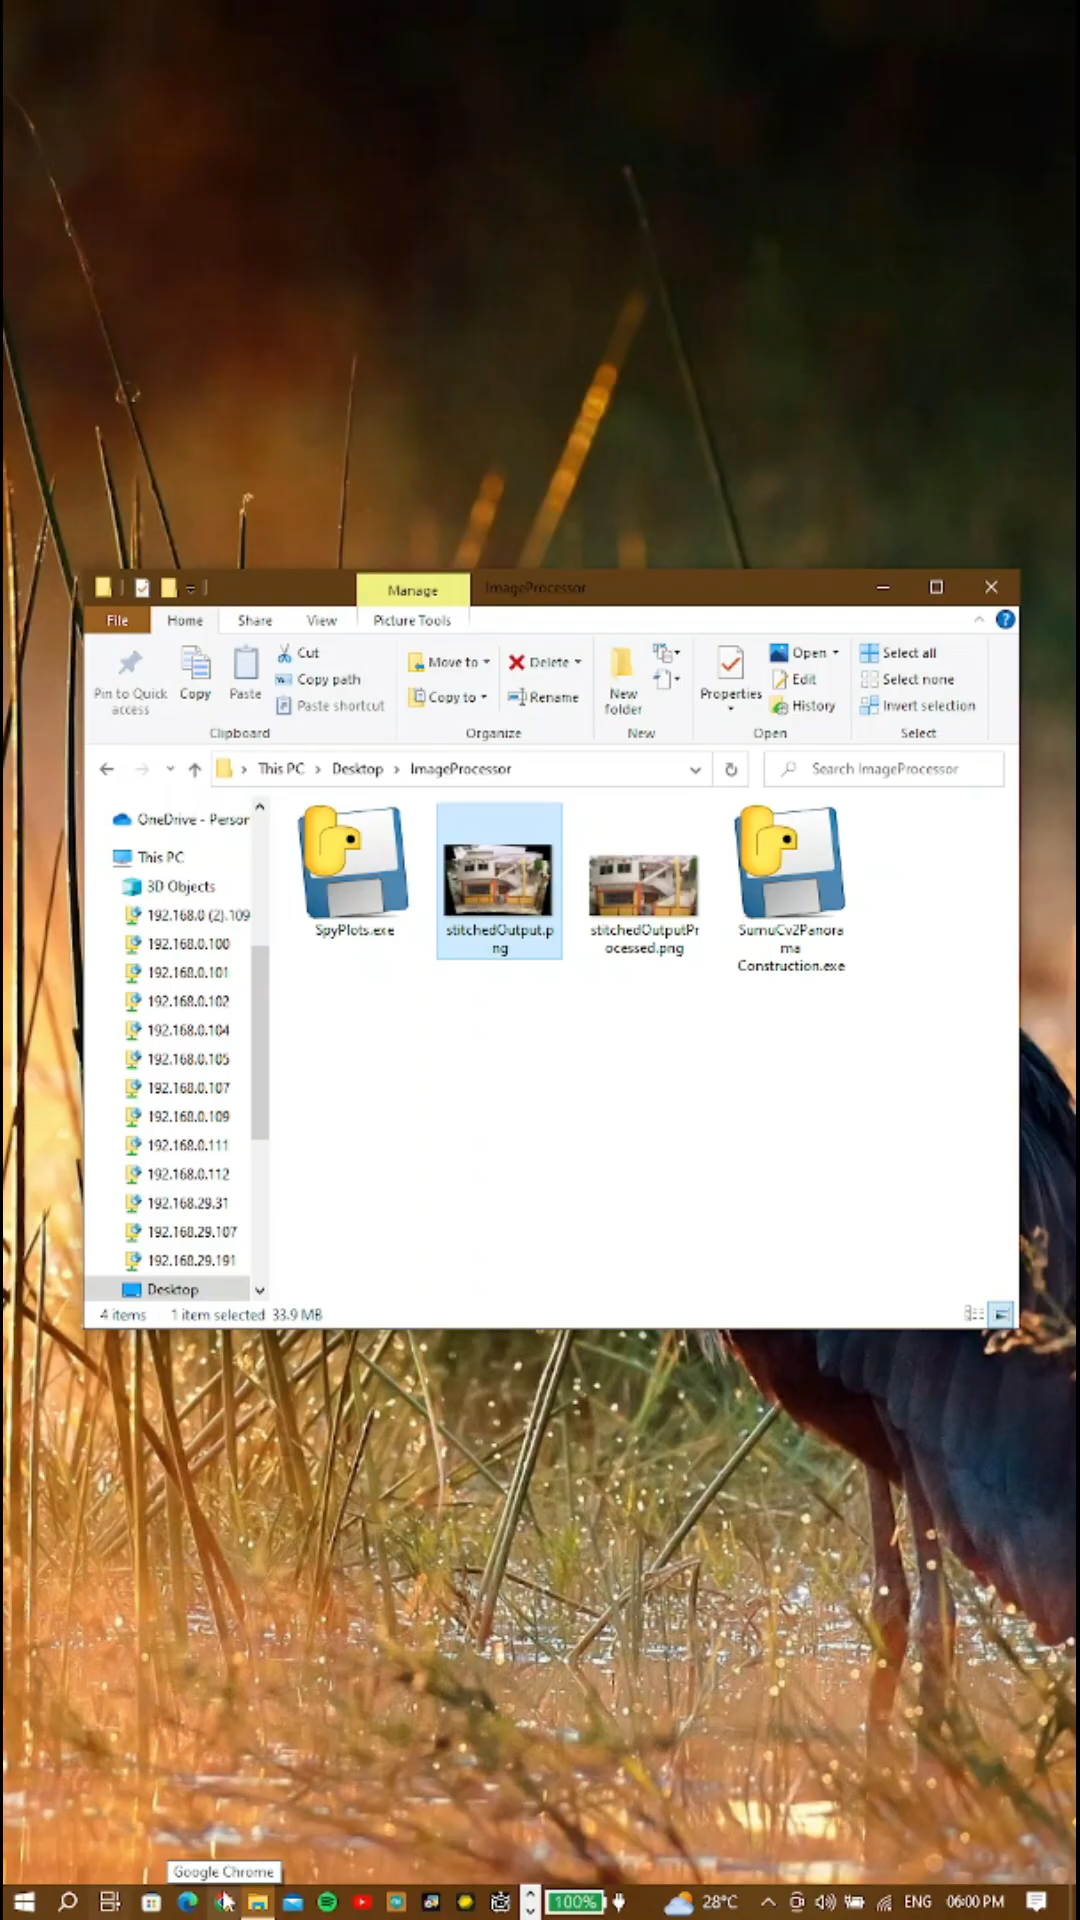 Manage
ImageProcessor
File
Home
Share
View
Picture Tools
Pin to Quick access
Copy
Paste
Cut
Copy path
Paste shortcut
Clipboard
Move to
Copy to
Delete
Rename
Organize
New folder
New
Properties
Open
Edit
History
Open
Select all
Select none
Invert selection
Select
This PC > Desktop > ImageProcessor
Search ImageProcessor
OneDrive - Person
This PC
3D Objects
192.168.0 (2).109
192.168.0.100
192.168.0.101
192.168.0.102
192.168.0.104
192.168.0.105
192.168.0.107
192.168.0.109
192.168.0.111
192.168.0.112
192.168.29.31
192.168.29.107
192.168.29.191
Desktop
SpyPlots.exe
stitchedOutput.p
ng
stitchedOutputPr
ocessed.png
SumuCv2Panora
ma
Construction.exe
4 items 1 item selected 33.9 MB
Google Chrome
100%
28°C
ENG
06:00 PM